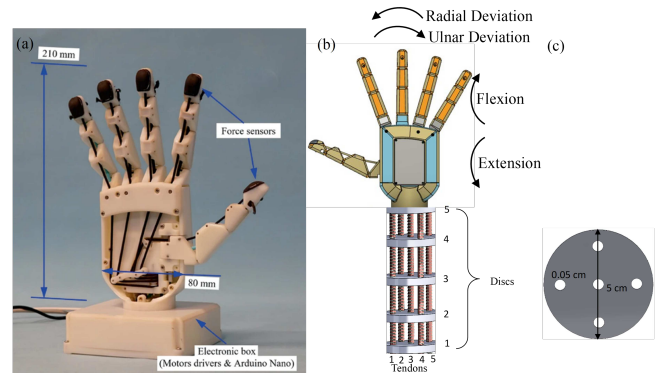 (a)
210 mm
Force sensors
80 mm
Electronic box
(Motors drivers & Arduino Nano)
(b)
Radial Deviation
Ulnar Deviation
Flexion
Extension
5
4
3
2
1
Discs
1 2 3 4 5
Tendons
(c)
0.05 cm
5 cm